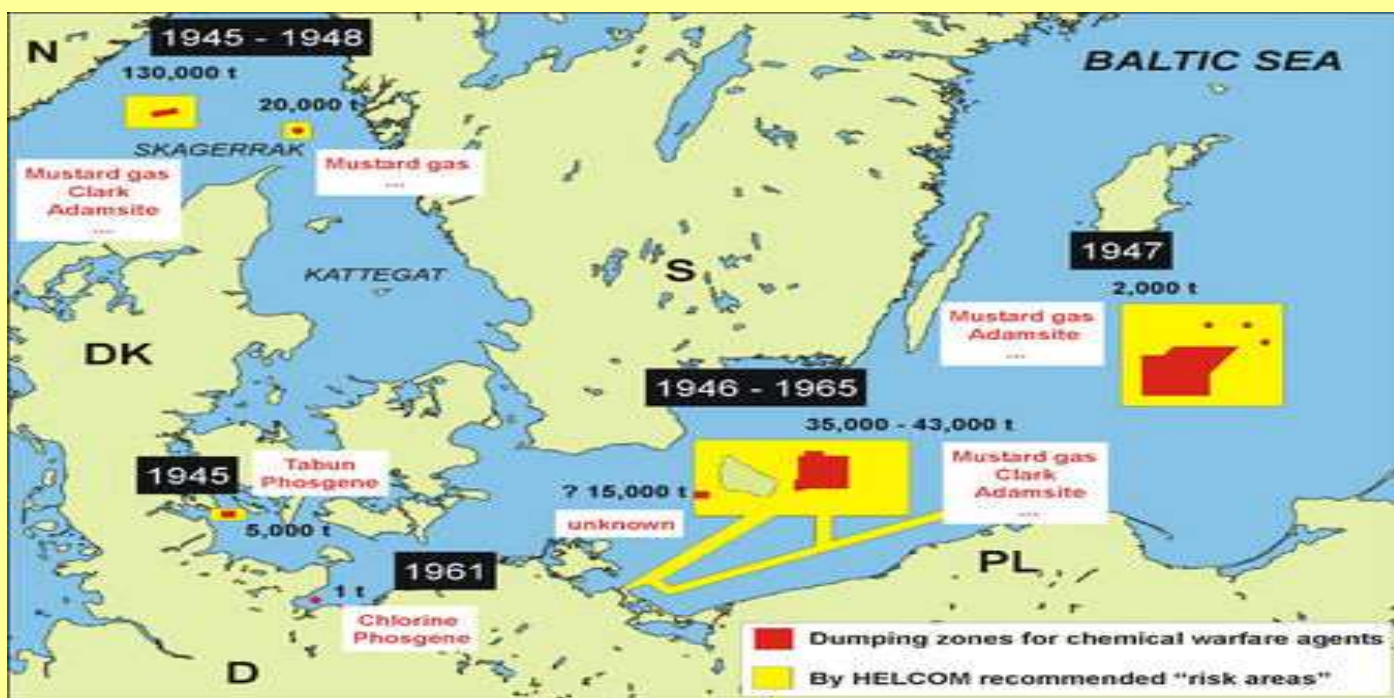 1945 - 1948
N
130,000 t
BALTIC SEA
20,000 t
SKAGERRAK
Mustard gas
...
Mustard gas
Clark
Adamsite
...
1947
KATTEGAT
S
2,000 t
Mustard gas
Adamsite
...
DK
1946 - 1965
35,000 - 43,000 t
Mustard gas
Clark
Adamsite
...
1945
Tabun
Phosgene
? 15,000 t
unknown
5,000 t
1961
PL
1 t
Chlorine
Phosgene
D
Dumping zones for chemical warfare agents
By HELCOM recommended "risk areas"